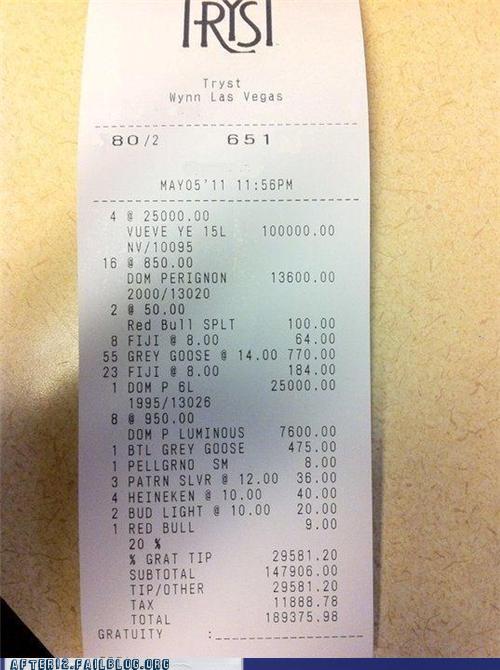 TRYST
Tryst
Wynn Las Vegas
80/2 651
MAY05'11 11:56PM
4 @ 25000.00
VUEVE YE 15L 100000.00
NV/10095
16 @ 850.00
DOM PERIGNON 13600.00
2000/13020
2 @ 50.00
Red Bull SPLT 100.00
8 FIJI @ 8.00 64.00
55 GREY GOOSE @ 14.00 770.00
23 FIJI @ 8.00 184.00
1 DOM P 6L 25000.00
1995/13026
8 @ 950.00
DOM P LUMINOUS 7600.00
1 BTL GREY GOOSE 475.00
1 PELLGRNO SM 8.00
3 PATRN SLVR @ 12.00 36.00
4 HEINEKEN @ 10.00 40.00
2 BUD LIGHT @ 10.00 20.00
1 RED BULL 9.00
20 %
% GRAT TIP 29581.20
SUBTOTAL 147906.00
TIP/OTHER 29581.20
TAX 11888.78
TOTAL 189375.98
GRATUITY :
AFTER12.FAILBLOG.ORG